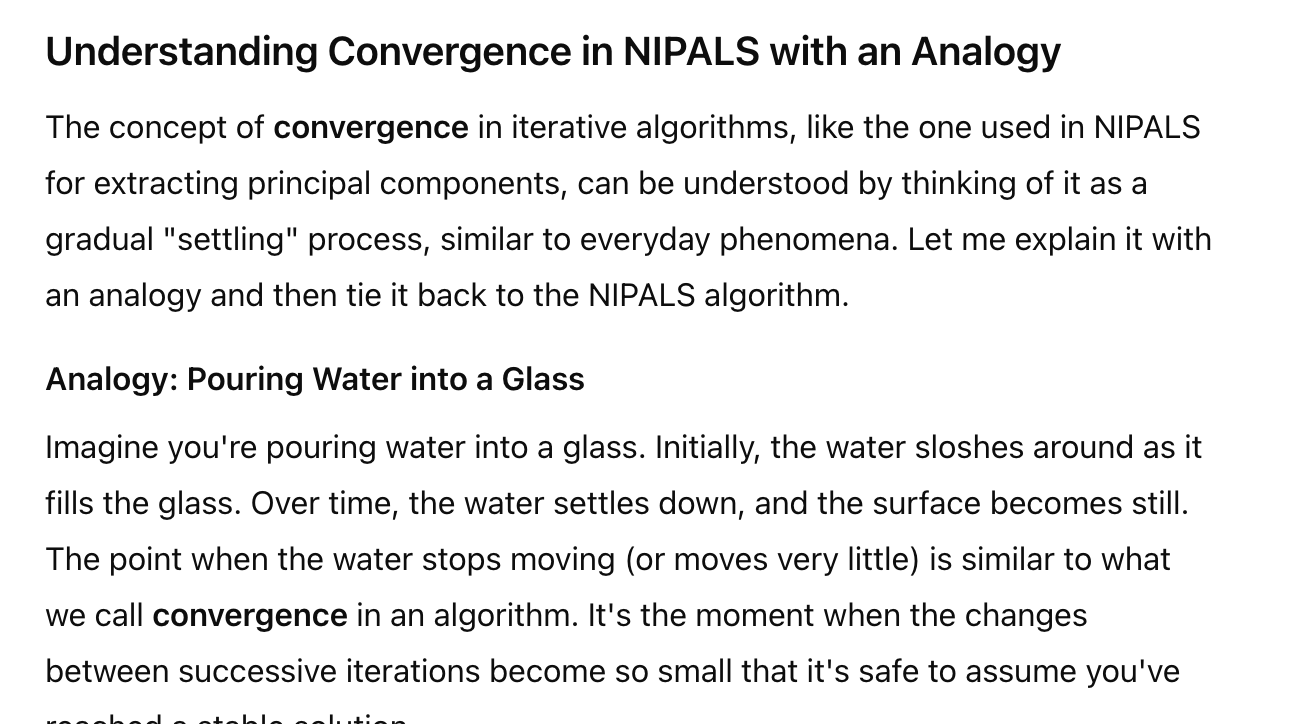 Understanding Convergence in NIPALS with an Analogy
The concept of convergence in iterative algorithms, like the one used in NIPALS
for extracting principal components, can be understood by thinking of it as a
gradual "settling" process, similar to everyday phenomena. Let me explain it with
an analogy and then tie it back to the NIPALS algorithm.
Analogy: Pouring Water into a Glass
Imagine you're pouring water into a glass. Initially, the water sloshes around as it
fills the glass. Over time, the water settles down, and the surface becomes still.
The point when the water stops moving (or moves very little) is similar to what
we call convergence in an algorithm. It's the moment when the changes
between successive iterations become so small that it's safe to assume you've
reached a stable solution.